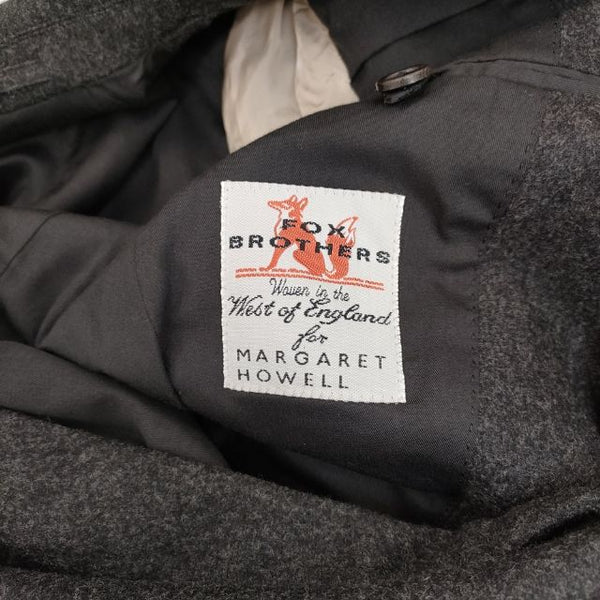 FOX
BROTHERS
Woven in the
West of England
for
MARGARET
HOWELL